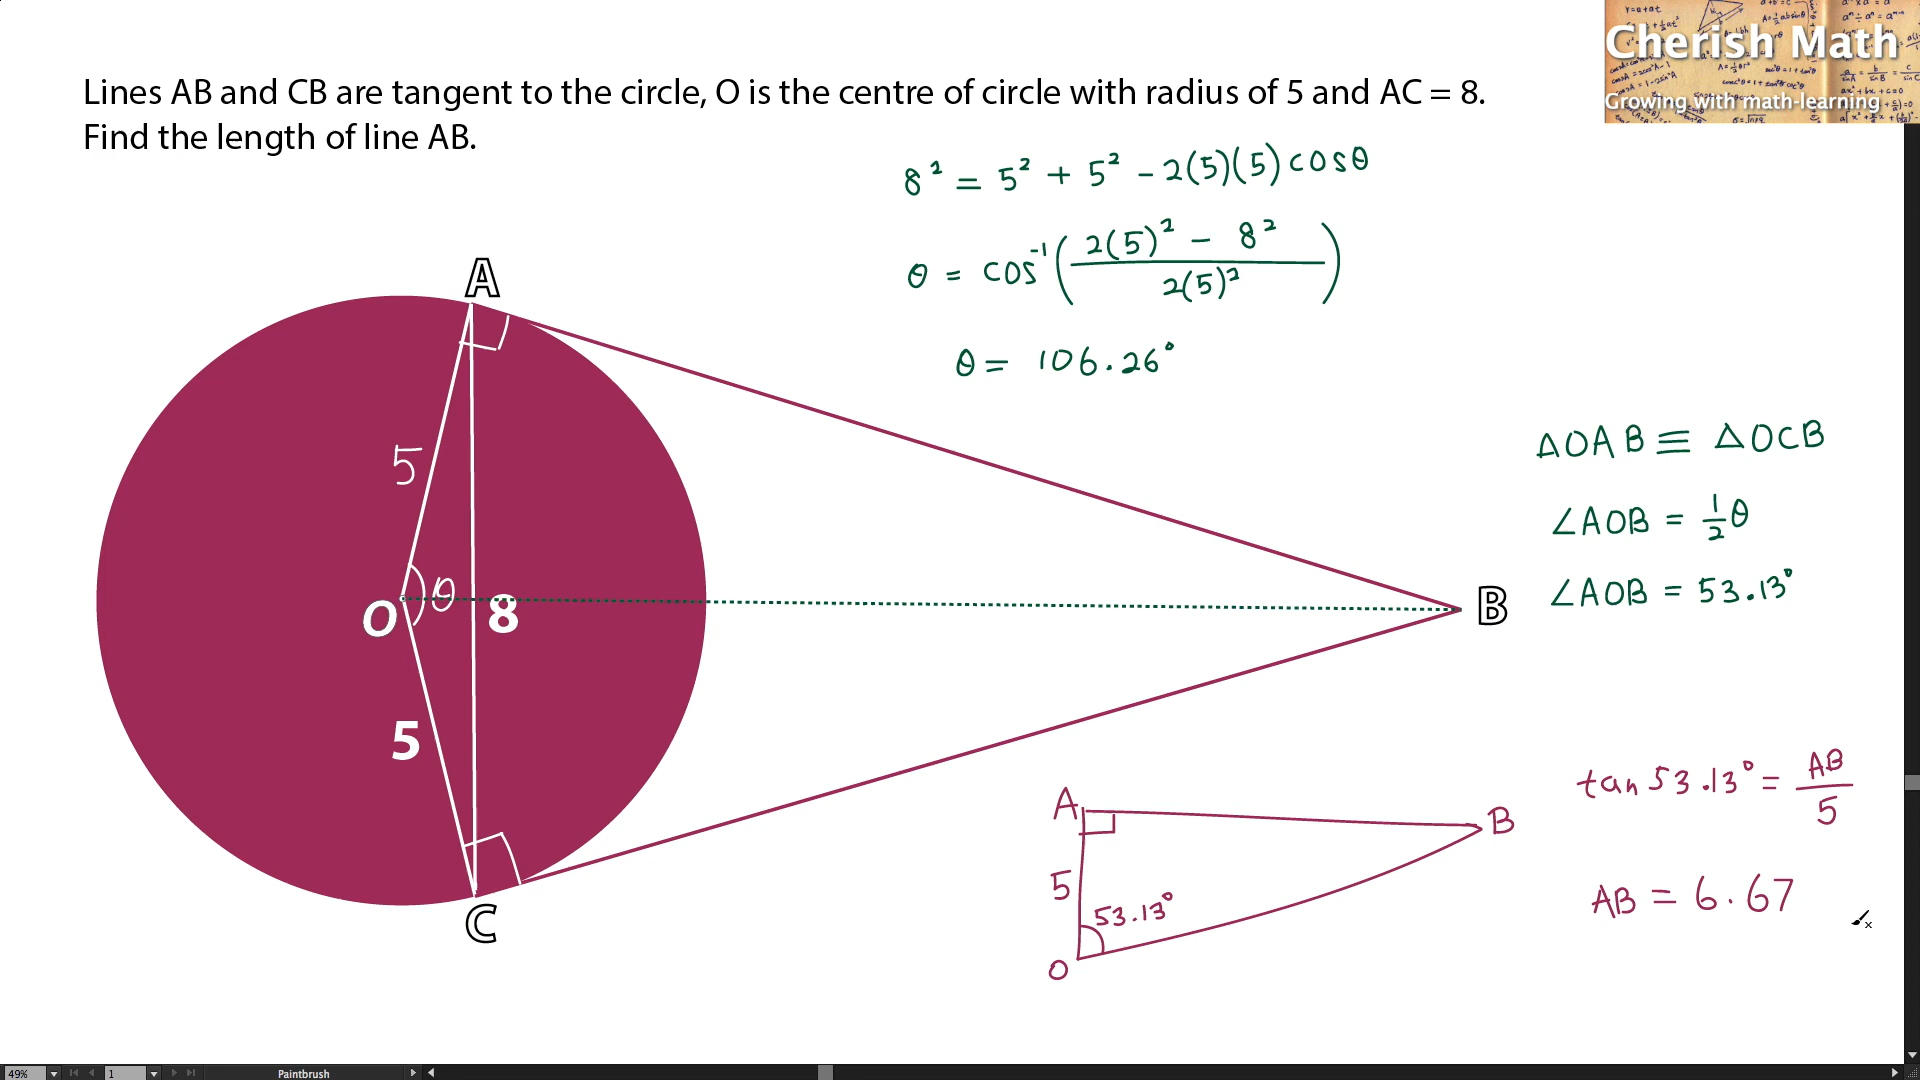 Cherish Math
Growing with math-learning
Lines AB and CB are tangent to the circle, O is the centre of circle with radius of 5 and AC = 8.
Find the length of line AB.
8² = 5² + 5² - 2(5)(5) cosθ
θ = cos⁻¹( (2(5)² - 8²) / 2(5)² )
θ = 106.26°
A
5
O
θ
8
B
5
C
△OAB ≡ △OCB
∠AOB = ½θ
∠AOB = 53.13°
tan 53.13° = AB/5
AB = 6.67
A
B
5
53.13°
O
49%
1
Paintbrush